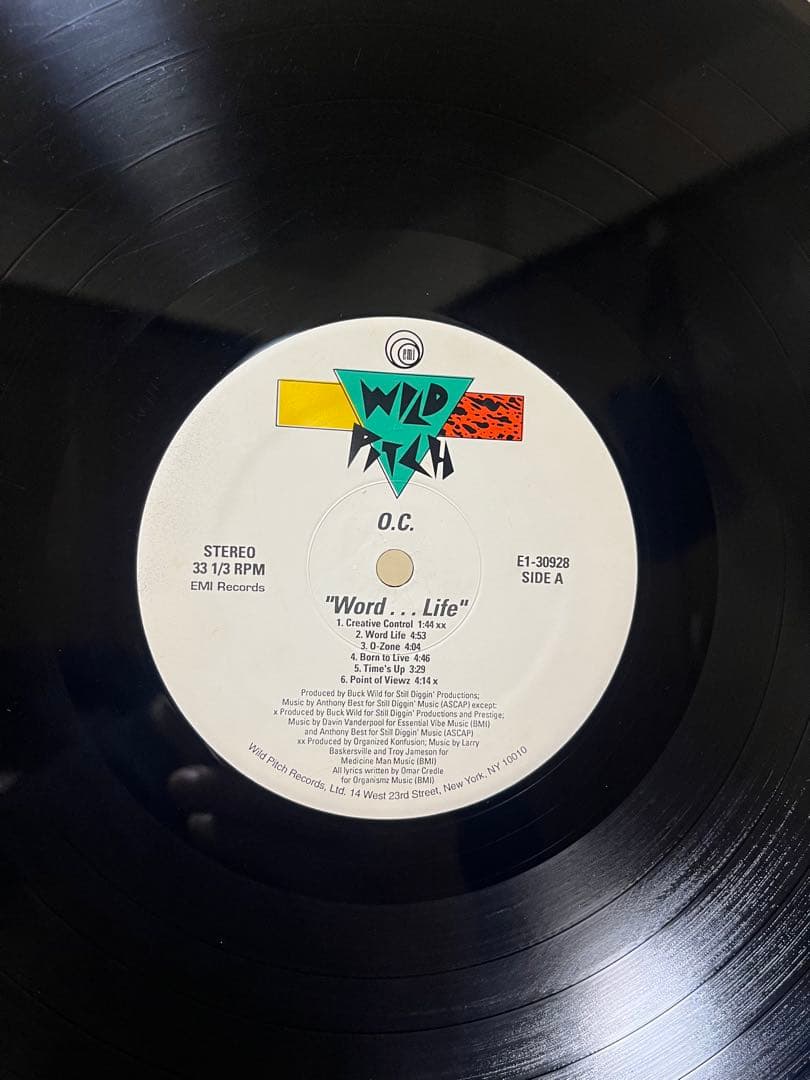 emi
WILD
PITCH
O.C.
STEREO
33 1/3 RPM
EMI Records
E1-30928
SIDE A
"Word . . . Life"
1. Creative Control 1:44 xx
2. Word Life 4:53
3. O-Zone 4:04
4. Born to Live 4:46
5. Time's Up 3:29
6. Point of Viewz 4:14 x
Produced by Buck Wild for Still Diggin' Productions;
Music by Anthony Best for Still Diggin' Music (ASCAP) except:
x Produced by Buck Wild for Still Diggin' Productions and Prestige;
Music by Davin Vanderpool for Essential Vibe Music (BMI)
and Anthony Best for Still Diggin' Music (ASCAP)
xx Produced by Organized Konfusion; Music by Larry
Baskerville and Troy Jameson for
Medicine Man Music (BMI)
All lyrics written by Omar Credle
for Organismz Music (BMI)
Wild Pitch Records, Ltd. 14 West 23rd Street, New York, NY 10010